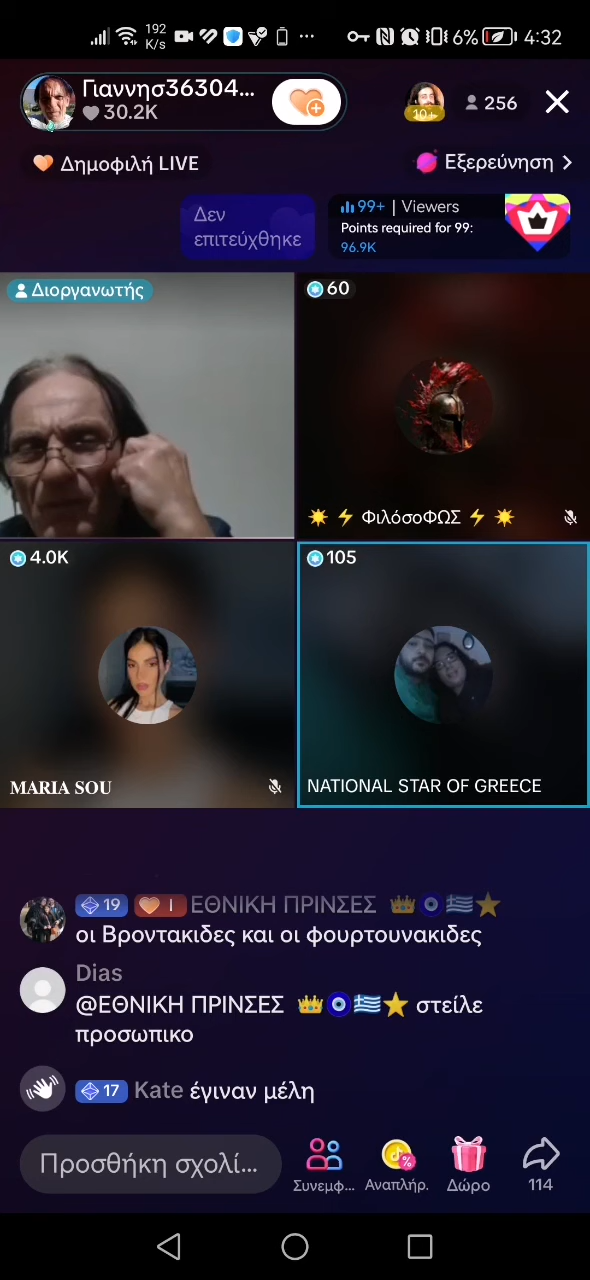 192 K/s 6% 4:32
Γιαννησ36304...
30.2K
10+
256
Δημοφιλή LIVE
Εξερεύνηση
Δεν επιτεύχθηκε
99+ | Viewers
Points required for 99:
96.9K
Διοργανωτής
60
ΦιλόσοΦΩΣ
4.0K
105
MARIA SOU
NATIONAL STAR OF GREECE
19 I ΕΘΝΙΚΗ ΠΡΙΝΣΕΣ
οι Βροντακιδες και οι φουρτουνακιδες
Dias
@ΕΘΝΙΚΗ ΠΡΙΝΣΕΣ στείλε
προσωπικο
17 Kate έγιναν μέλη
Προσθήκη σχολί...
Συνεμφ...
Αναπλήρ.
Δώρο
114